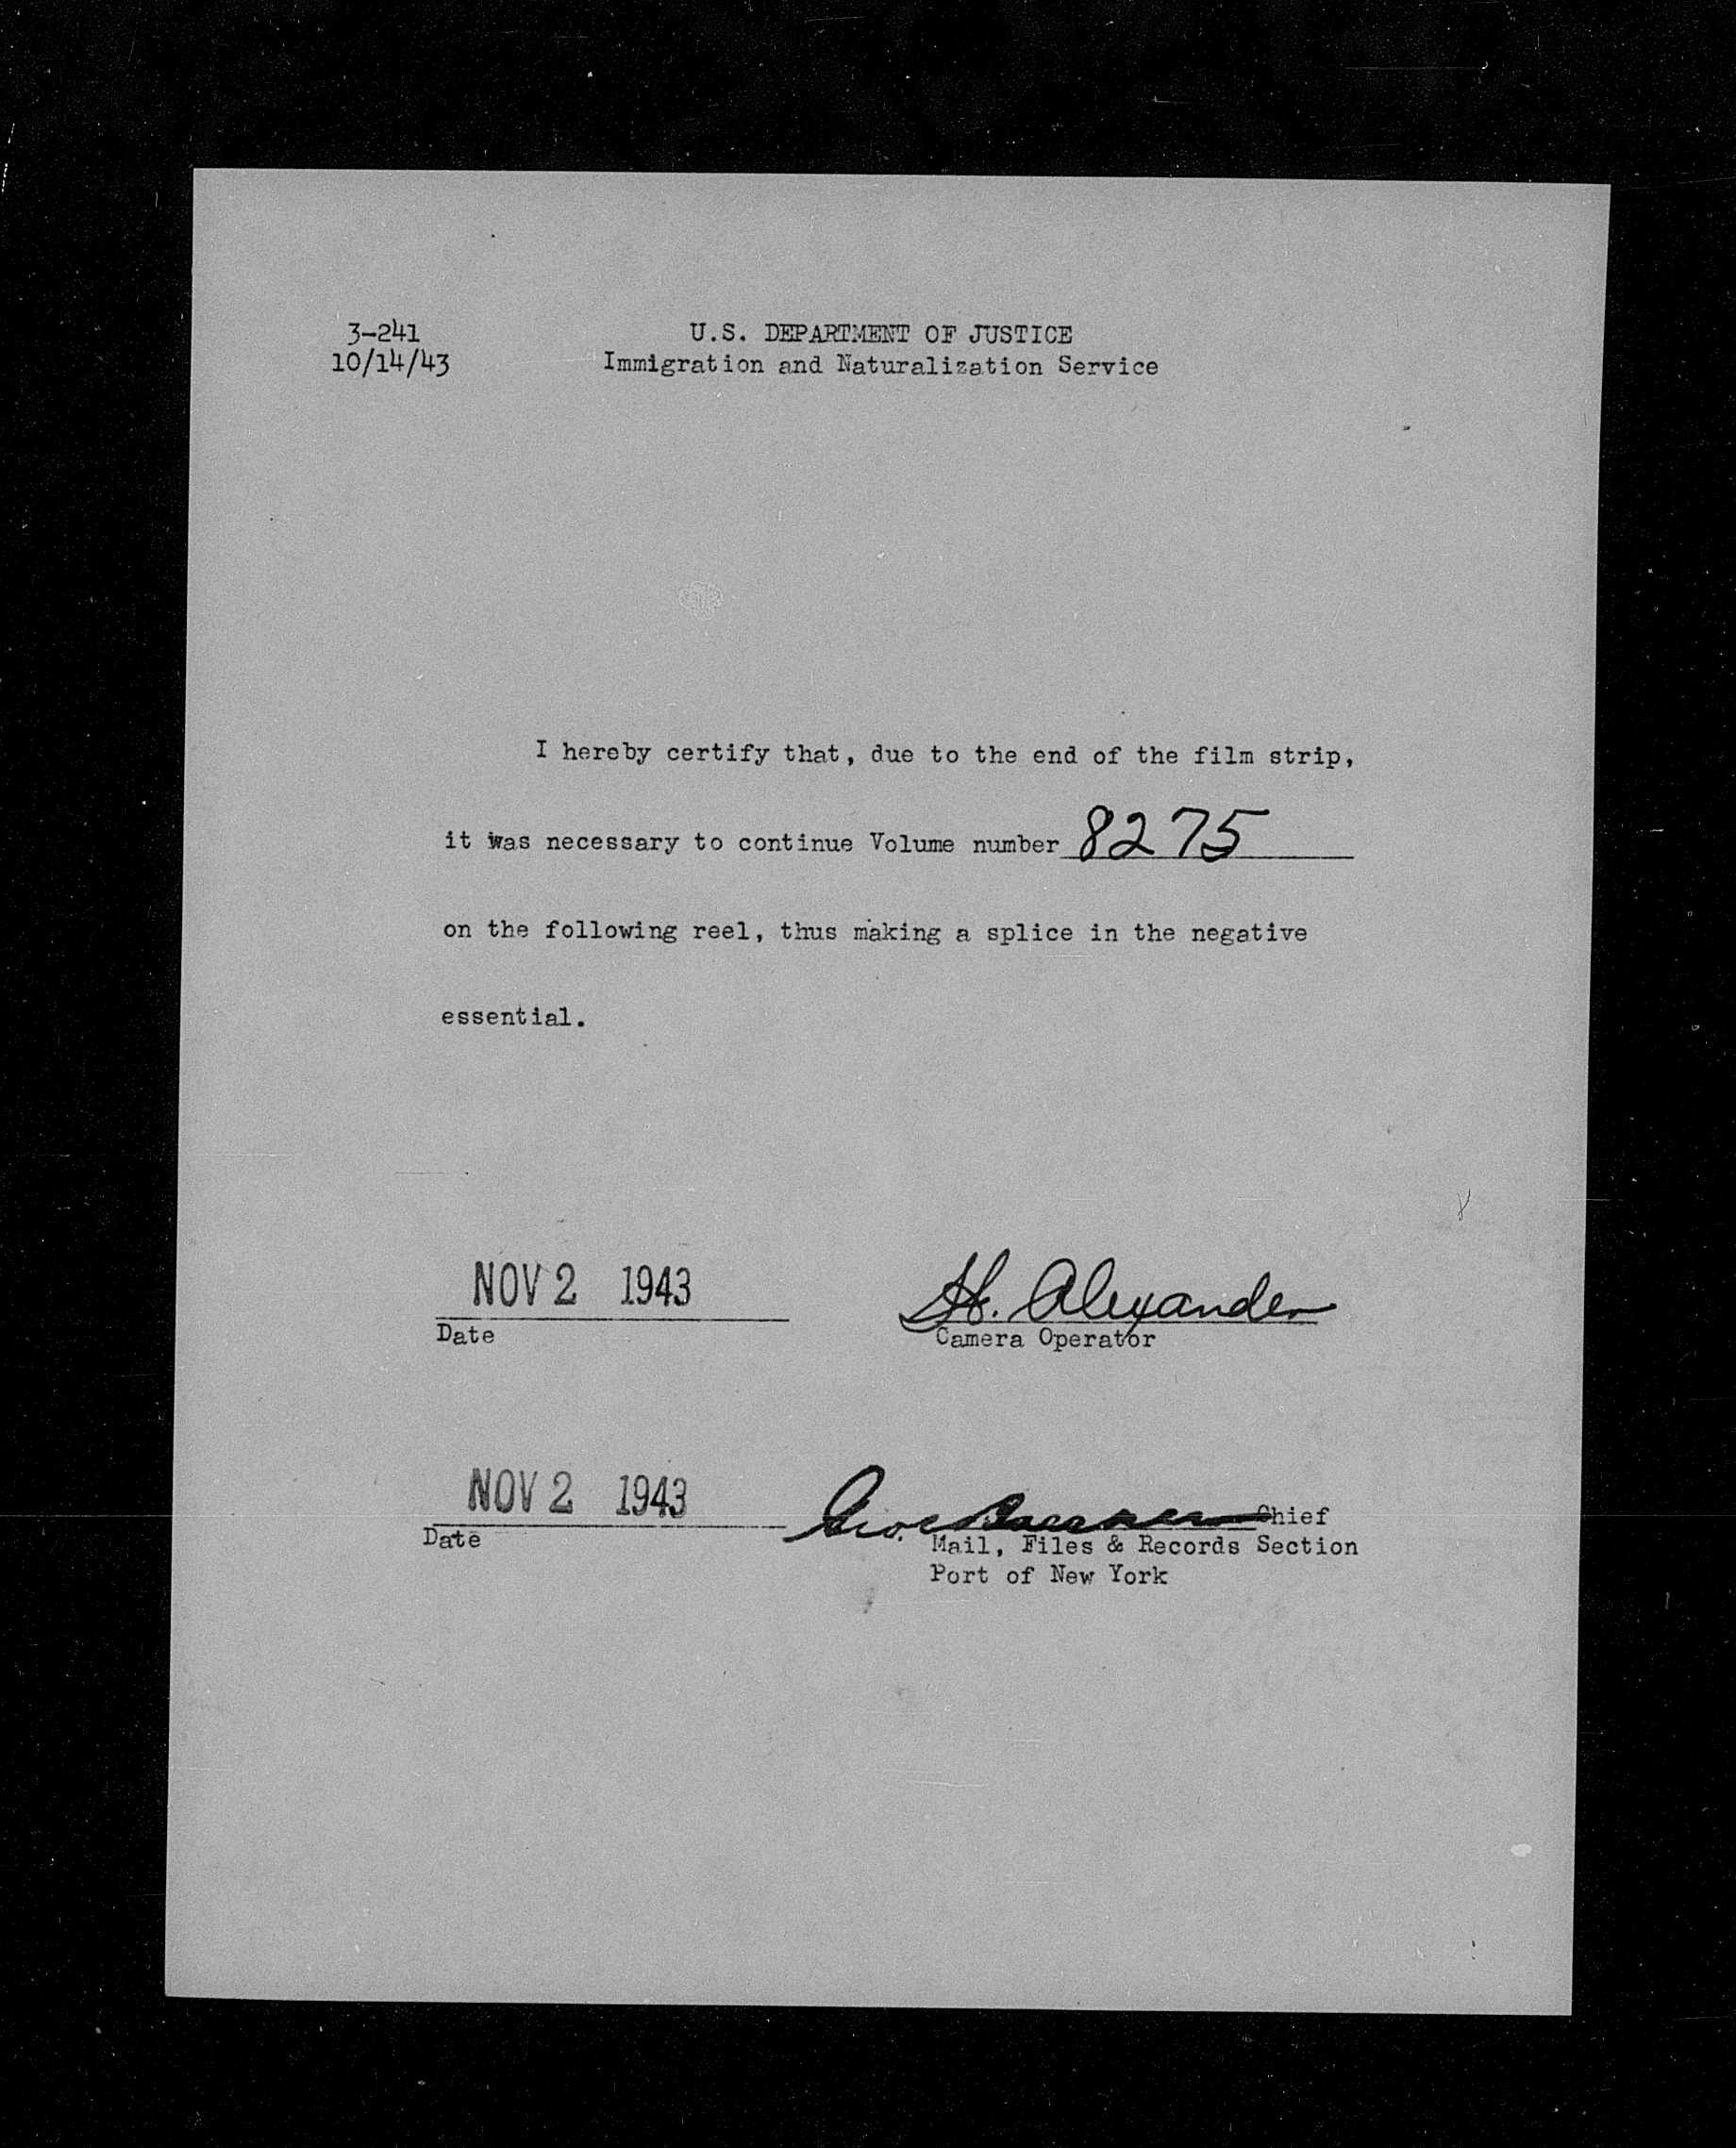 3-241
10/14/43
U.S. DEPARTMENT OF JUSTICE
Immigration and Naturalization Service
I hereby certify that, due to the end of the film strip,
it was necessary to continue Volume number 8275
on the following reel, thus making a splice in the negative
essential.
NOV 2 1943
Date
H. Alexander
Camera Operator
NOV 2 1943
Date
Geo. Chief
Mail, Files & Records Section
Port of New York